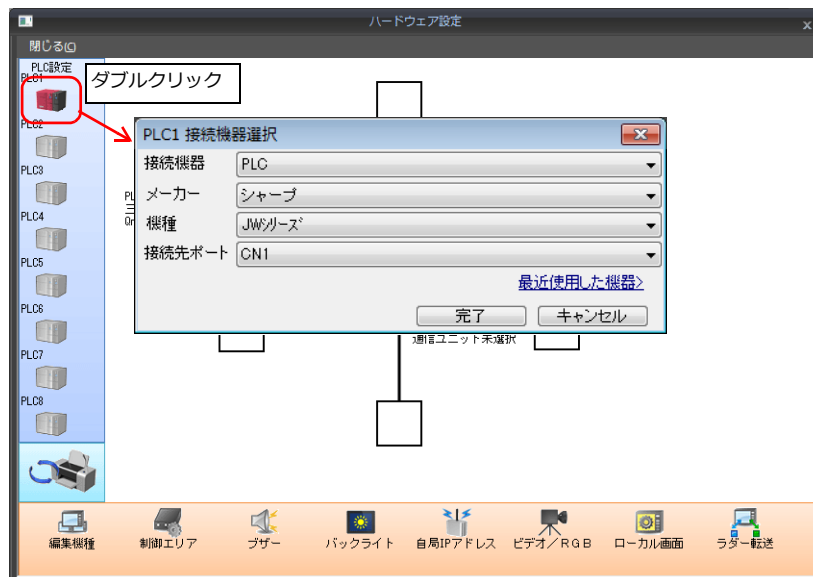 ハードウェア設定
x
閉じる(C)
PLC設定
PLC1
ダブルクリック
PLC2
PLC3
PLC4
PLC5
PLC6
PLC7
PLC8
PLC1 接続機器選択
接続機器
PLC
メーカー
シャープ
機種
JWシリーズ
接続先ポート
CN1
最近使用した機器>
完了
キャンセル
通信ユニット未選択
編集機種
制御エリア
ブザー
バックライト
自局IPアドレス
ビデオ/RGB
ローカル画面
ラダー転送